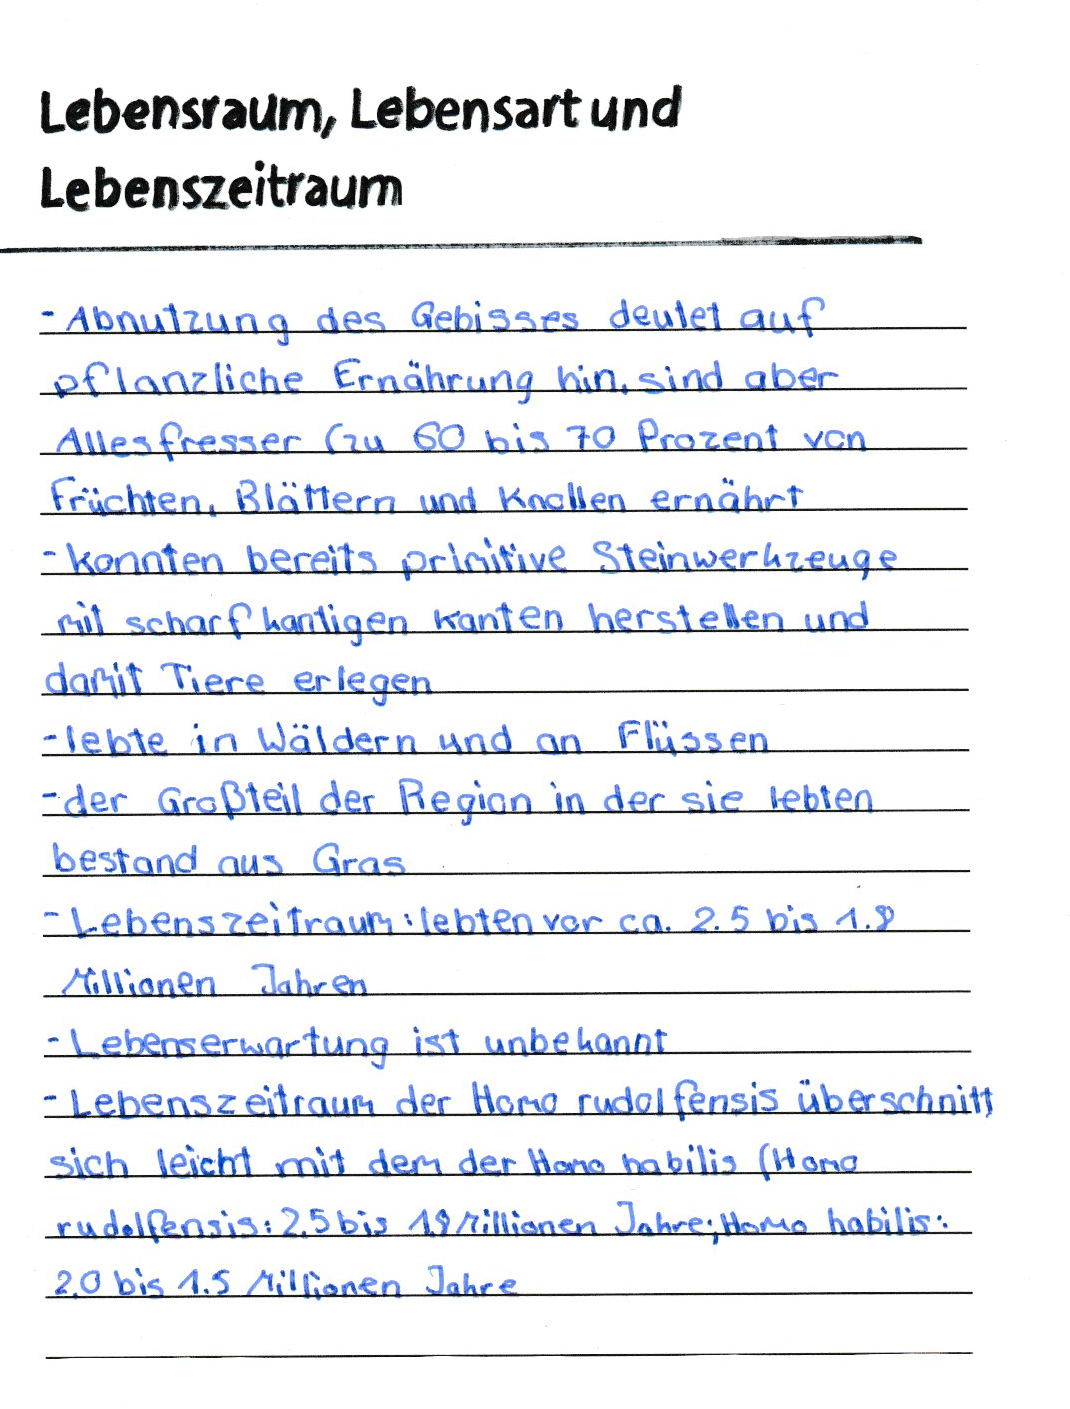 Lebensraum, Lebensart und
Lebenszeitraum
- Abnutzung des Gebisses deutet auf
pflanzliche Ernährung hin, sind aber
Allesfresser (zu 60 bis 70 Prozent von
Früchten, Blättern und Knollen ernährt
- konnten bereits primitive Steinwerkzeuge
mit scharfkantigen Kanten herstellen und
damit Tiere erlegen
- lebte in Wäldern und an Flüssen
- der Großteil der Region in der sie lebten
bestand aus Gras
- Lebenszeitraum: lebten vor ca. 2.5 bis 1.9
Millionen Jahren
- Lebenserwartung ist unbekannt
- Lebenszeitraum der Homo rudolfensis überschnitt
sich leicht mit dem der Homo habilis (Homo
rudolfensis: 2.5 bis 1.9 Millionen Jahre; Homo habilis:
2.0 bis 1.5 Millionen Jahre